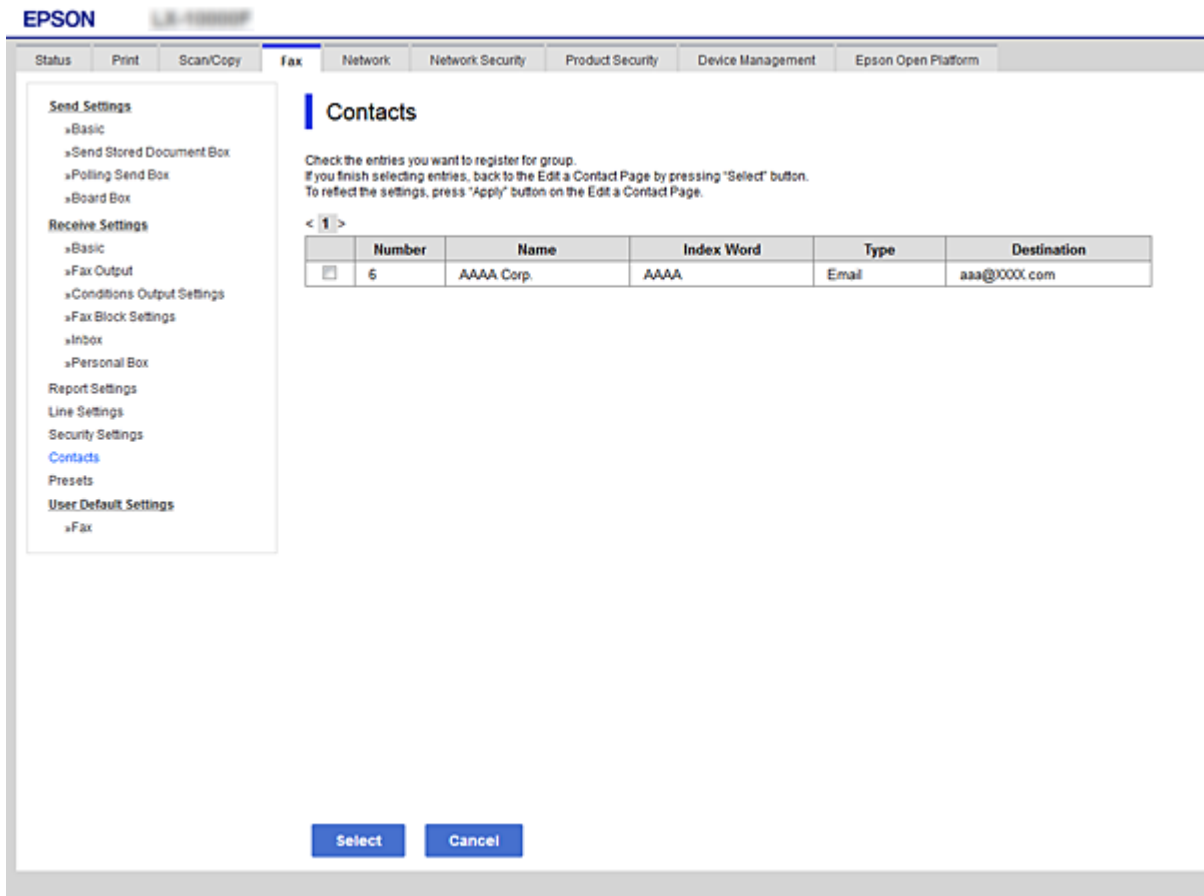 EPSON
Status Print Scan/Copy Fax Network Network Security Product Security Device Management Epson Open Platform
Send Settings
»Basic
»Send Stored Document Box
»Polling Send Box
»Board Box
Receive Settings
»Basic
»Fax Output
»Conditions Output Settings
»Fax Block Settings
»Inbox
»Personal Box
Report Settings
Line Settings
Security Settings
Contacts
Presets
User Default Settings
»Fax
Contacts
Check the entries you want to register for group.
If you finish selecting entries, back to the Edit a Contact Page by pressing "Select" button.
To reflect the settings, press "Apply" button on the Edit a Contact Page.
< 1 >
Number Name Index Word Type Destination
6 AAAA Corp. AAAA Email aaa@XXXX.com
Select Cancel